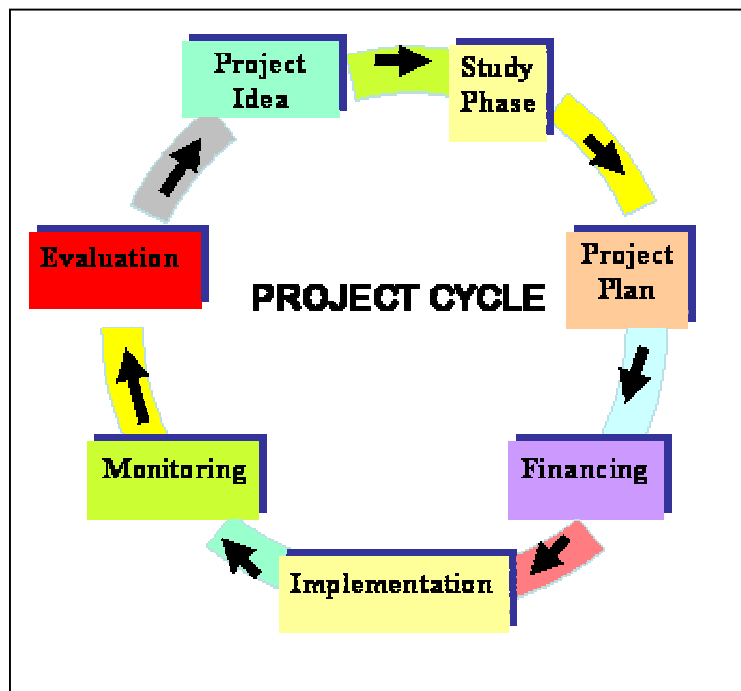 Project
Idea
Study
Phase
Project
Plan
Financing
Implementation
Monitoring
Evaluation
PROJECT CYCLE